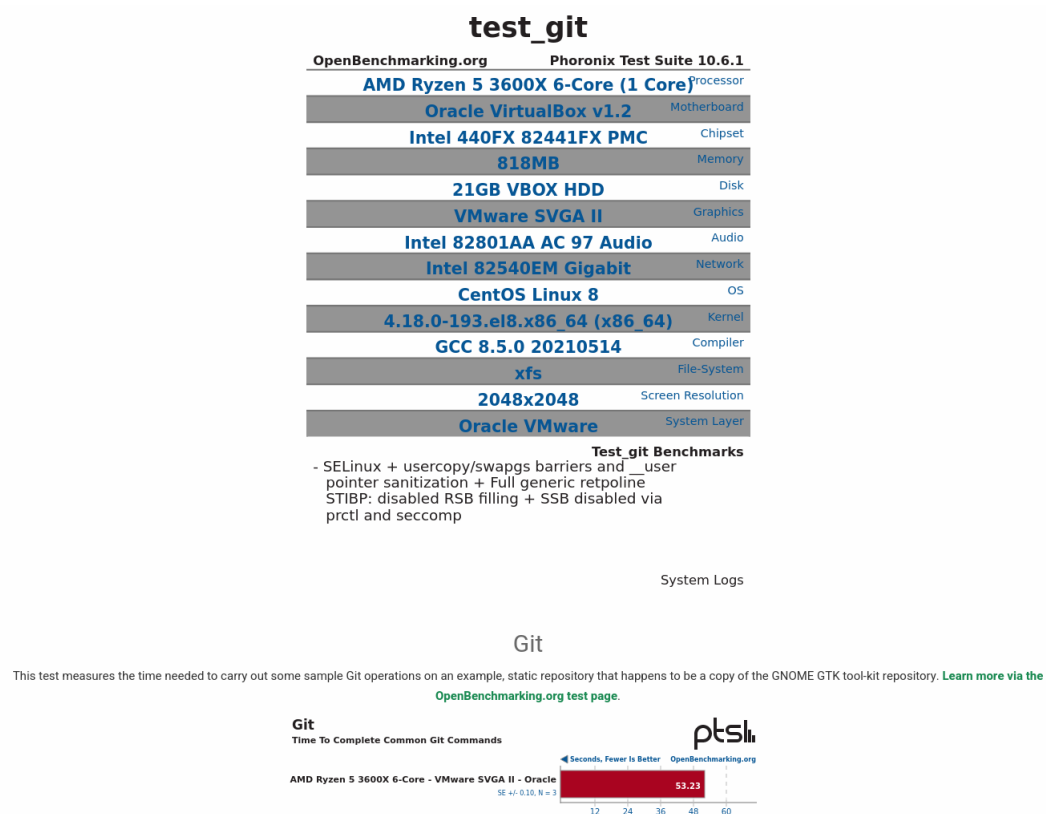 test_git
OpenBenchmarking.org Phoronix Test Suite 10.6.1
AMD Ryzen 5 3600X 6-Core (1 Core) Processor
Oracle VirtualBox v1.2 Motherboard
Intel 440FX 82441FX PMC Chipset
818MB Memory
21GB VBOX HDD Disk
VMware SVGA II Graphics
Intel 82801AA AC 97 Audio Audio
Intel 82540EM Gigabit Network
CentOS Linux 8 OS
4.18.0-193.el8.x86_64 (x86_64) Kernel
GCC 8.5.0 20210514 Compiler
xfs File-System
2048x2048 Screen Resolution
Oracle VMware System Layer
Test_git Benchmarks
- SELinux + usercopy/swapgs barriers and __user
pointer sanitization + Full generic retpoline
STIBP: disabled RSB filling + SSB disabled via
prctl and seccomp
System Logs
Git
This test measures the time needed to carry out some sample Git operations on an example, static repository that happens to be a copy of the GNOME GTK tool-kit repository. Learn more via the
OpenBenchmarking.org test page.
Git
ptsl
Time To Complete Common Git Commands
Seconds, Fewer Is Better OpenBenchmarking.org
AMD Ryzen 5 3600X 6-Core - VMware SVGA II - Oracle
53.23
SE +/- 0.10, N = 3
12 24 36 48 60